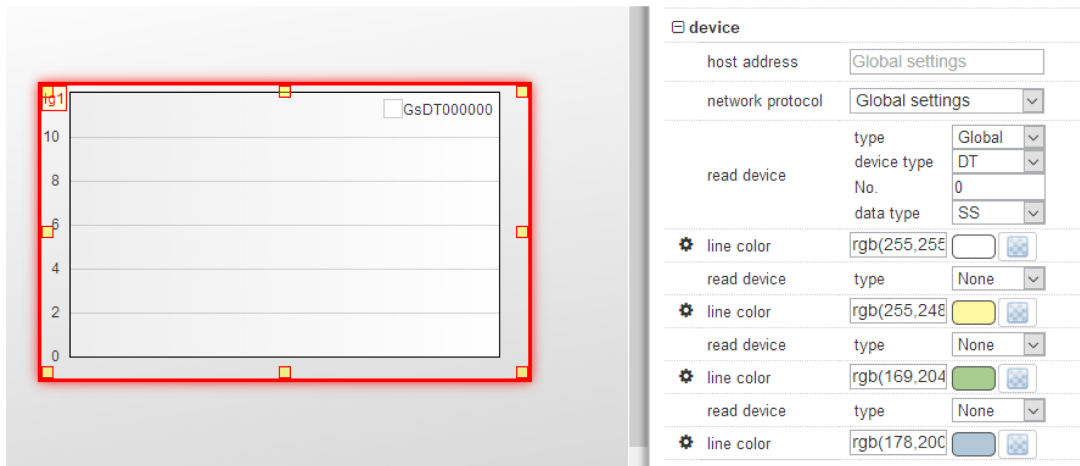 lg1
GsDT000000
10
8
6
4
2
0
device
host address Global settings
network protocol Global settings
read device
type Global
device type DT
No. 0
data type SS
line color rgb(255,255
read device type None
line color rgb(255,248
read device type None
line color rgb(169,204
read device type None
line color rgb(178,200